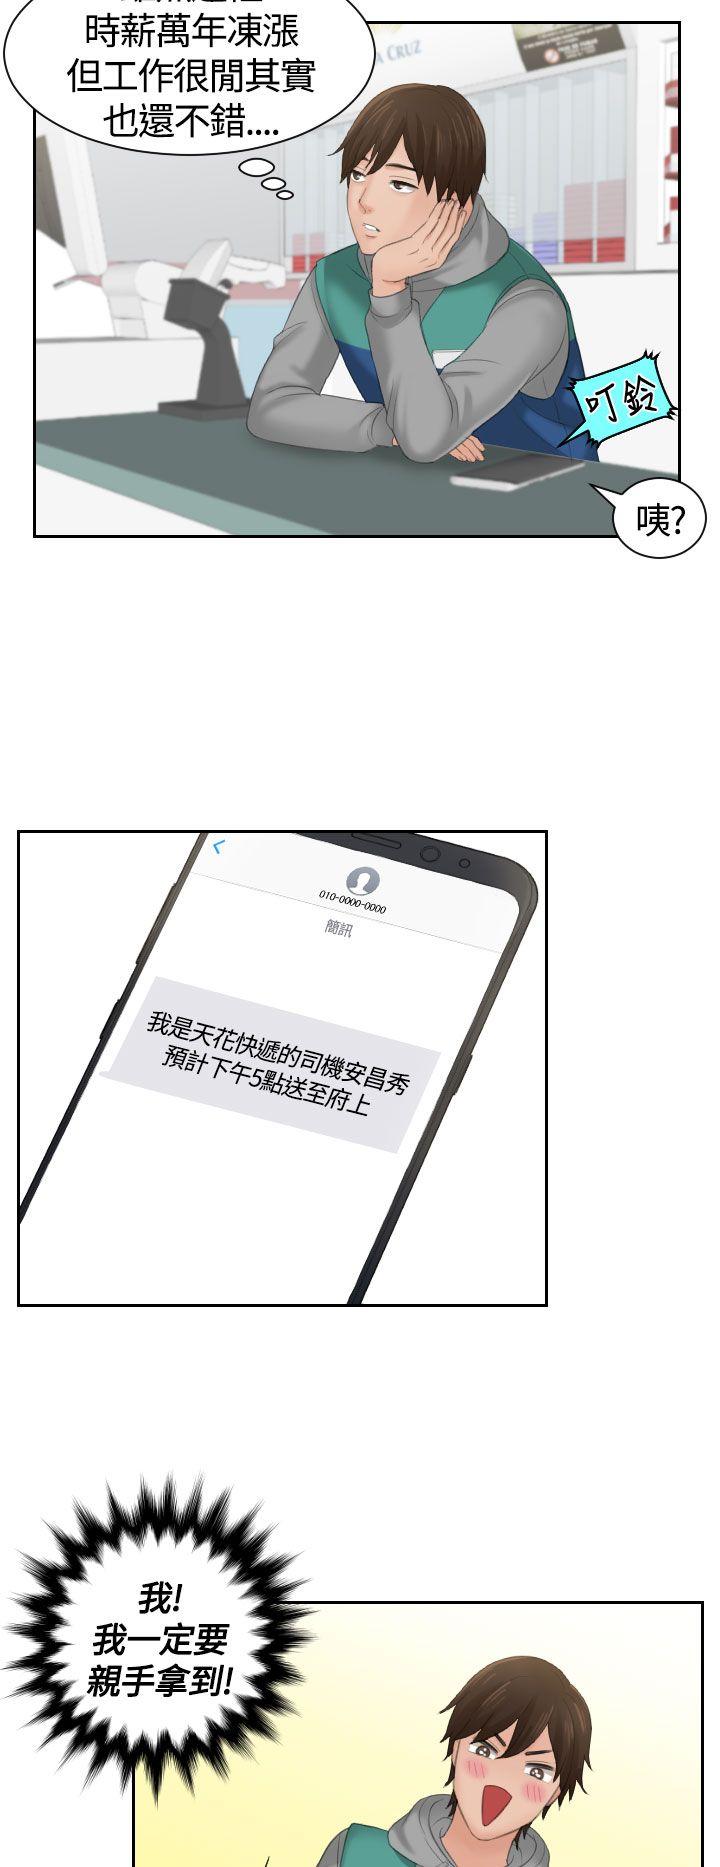 時薪萬年凍漲
但工作很閒其實
也還不錯....
CRUZ
叮鈴
咦?
010-0000-0000
簡訊
我是天花快遞的司機安昌秀
預計下午5點送至府上
我!
我一定要
親手拿到!